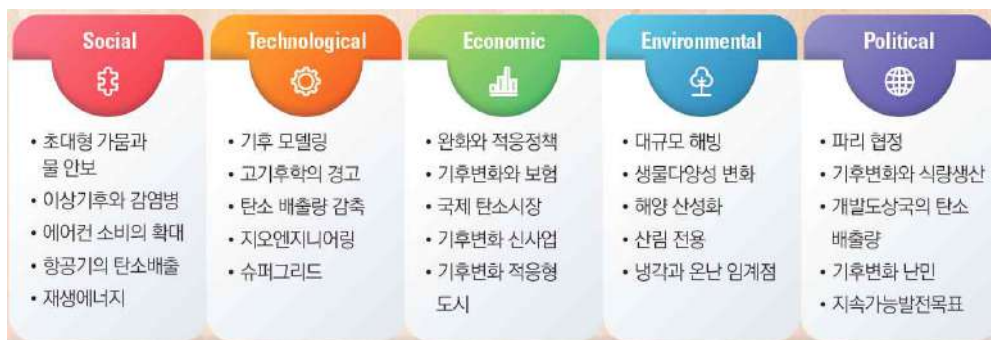 Social
• 초대형 가뭄과
물 안보
• 이상기후와 감염병
• 에어컨 소비의 확대
• 항공기의 탄소배출
• 재생에너지
Technological
• 기후 모델링
• 고기후학의 경고
• 탄소 배출량 감축
• 지오엔지니어링
• 슈퍼그리드
Economic
• 완화와 적응정책
• 기후변화와 보험
• 국제 탄소시장
• 기후변화 신사업
• 기후변화 적응형
도시
Environmental
• 대규모 해빙
• 생물다양성 변화
• 해양 산성화
• 산림 전용
• 냉각과 온난 임계점
Political
• 파리 협정
• 기후변화와 식량생산
• 개발도상국의 탄소
배출량
• 기후변화 난민
• 지속가능발전목표